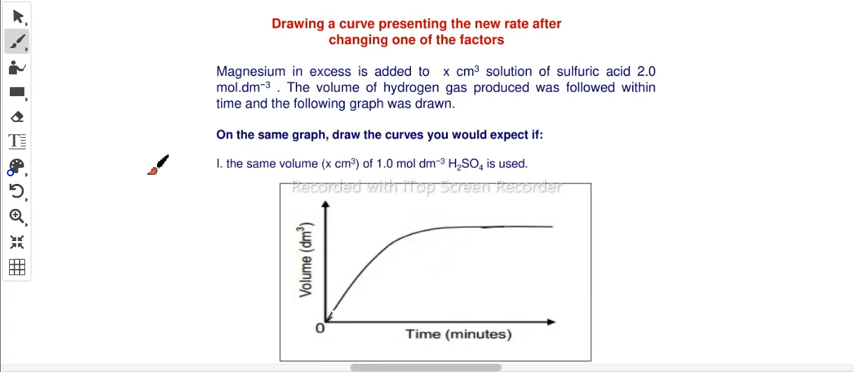 Drawing a curve presenting the new rate after
changing one of the factors
Magnesium in excess is added to x cm³ solution of sulfuric acid 2.0
mol.dm⁻³ . The volume of hydrogen gas produced was followed within
time and the following graph was drawn.
On the same graph, draw the curves you would expect if:
I. the same volume (x cm³) of 1.0 mol dm⁻³ H₂SO₄ is used.
Recorded with iTop Screen Recorder
Volume (dm³)
0
Time (minutes)